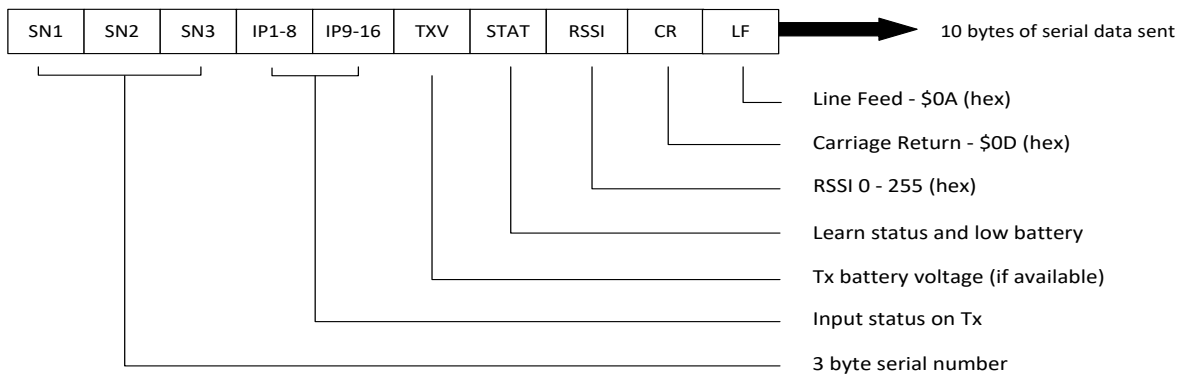 SN1 SN2 SN3 IP1-8 IP9-16 TXV STAT RSSI CR LF 10 bytes of serial data sent
Line Feed - $0A (hex)
Carriage Return - $0D (hex)
RSSI 0 - 255 (hex)
Learn status and low battery
Tx battery voltage (if available)
Input status on Tx
3 byte serial number